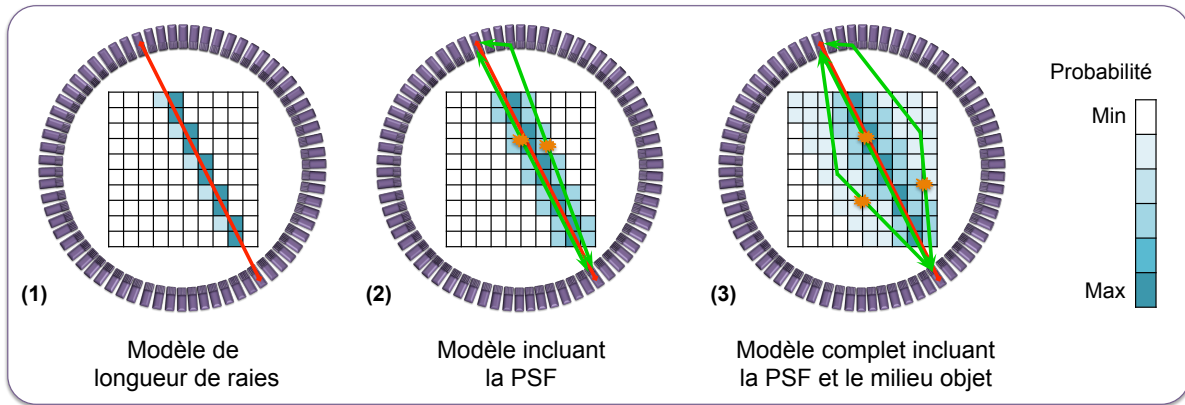 Probabilité
Min
Max
(1)
(2)
(3)
Modèle de
longueur de raies
Modèle incluant
la PSF
Modèle complet incluant
la PSF et le milieu objet